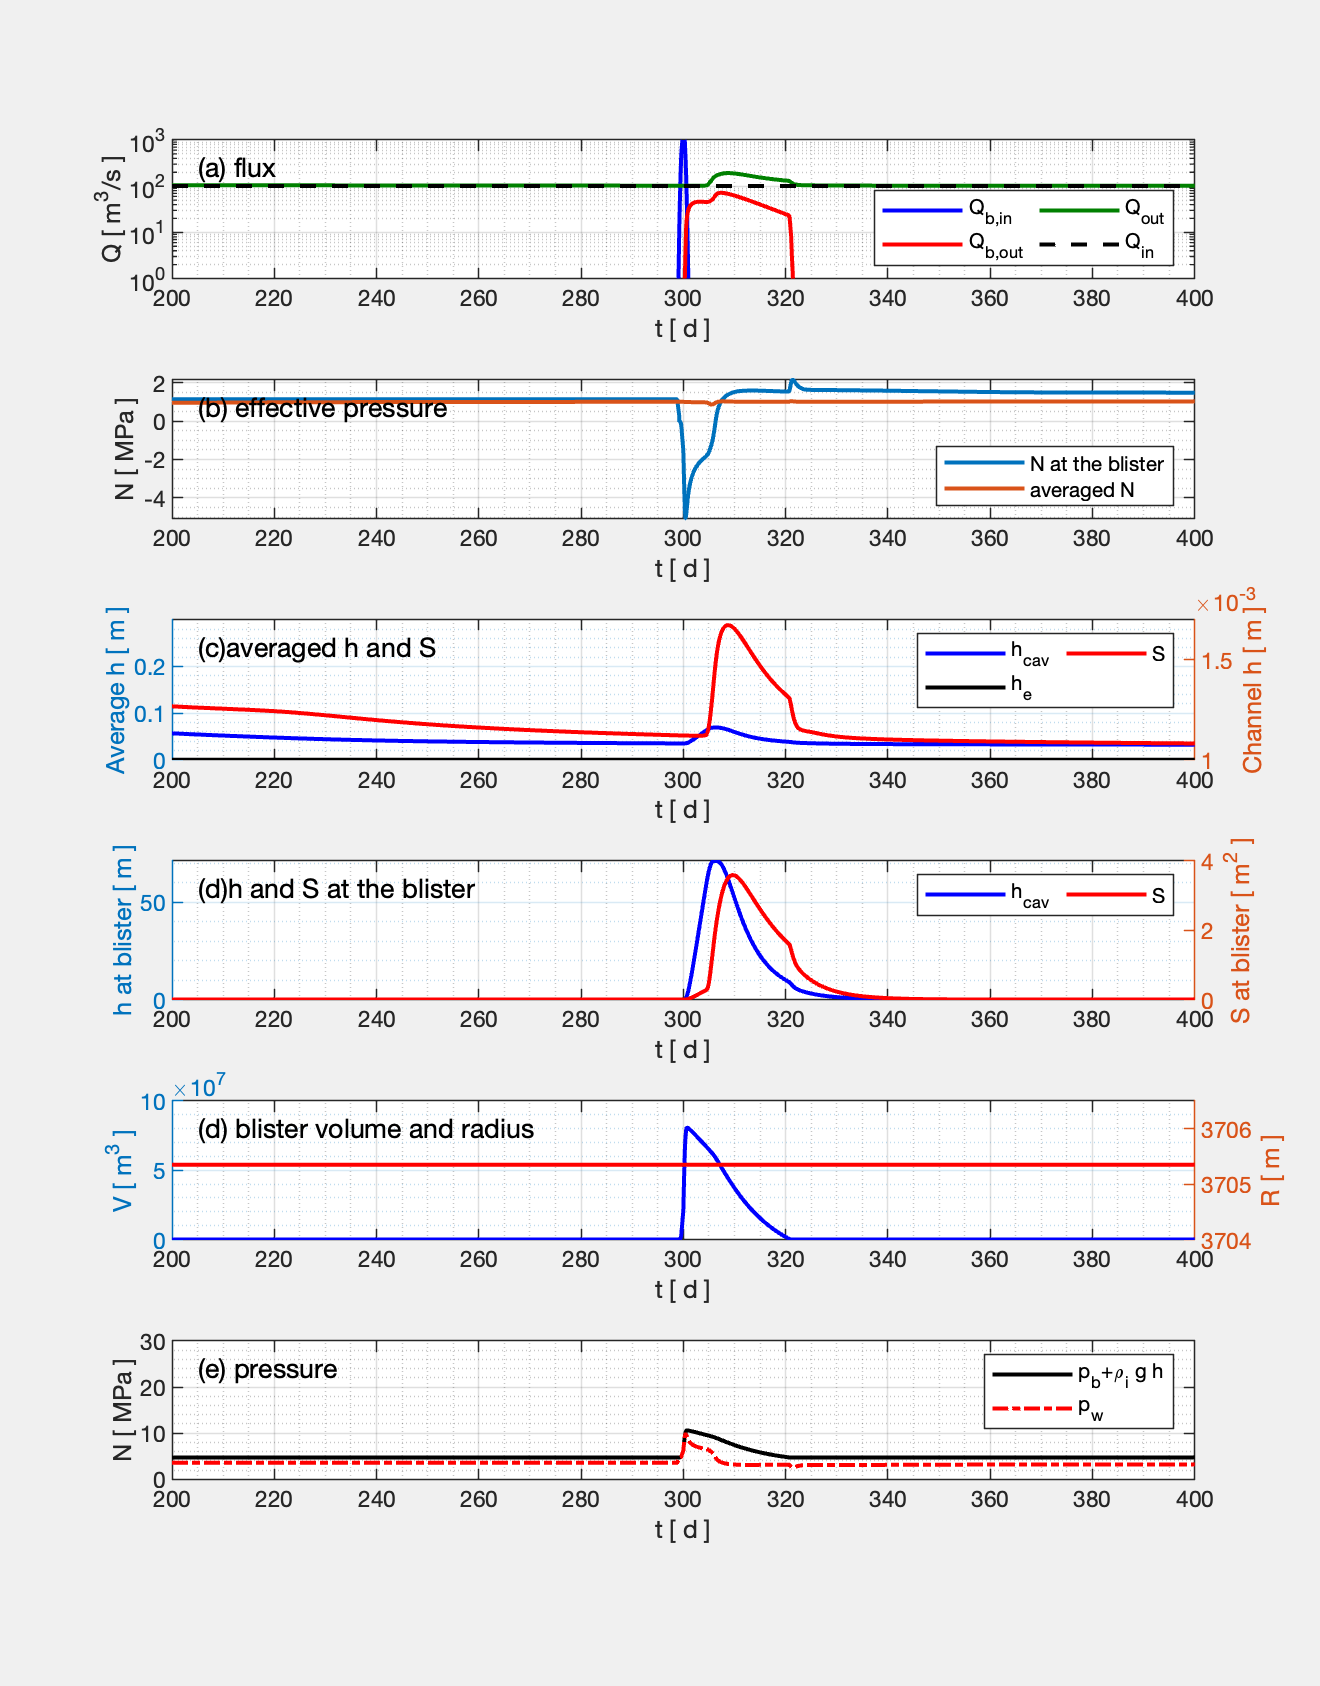 (a) flux
Q [ m³/s ]
10³
10²
10¹
10⁰
Q_b,in
Q_out
Q_b,out
Q_in
200 220 240 260 280 300 320 340 360 380 400
t [ d ]
(b) effective pressure
N [ MPa ]
2
0
-2
-4
N at the blister
averaged N
200 220 240 260 280 300 320 340 360 380 400
t [ d ]
×10⁻³
(c)averaged h and S
Average h [ m ]
0.2
0.1
0
h_cav
S
h_e
1.5
1
Channel h [ m ]
200 220 240 260 280 300 320 340 360 380 400
t [ d ]
(d)h and S at the blister
h at blister [ m ]
50
0
h_cav
S
4
2
0
S at blister [ m² ]
200 220 240 260 280 300 320 340 360 380 400
t [ d ]
×10⁷
(d) blister volume and radius
V [ m³ ]
10
5
0
3706
3705
3704
R [ m ]
200 220 240 260 280 300 320 340 360 380 400
t [ d ]
(e) pressure
N [ MPa ]
30
20
10
0
p_b+ρ_i g h
p_w
200 220 240 260 280 300 320 340 360 380 400
t [ d ]